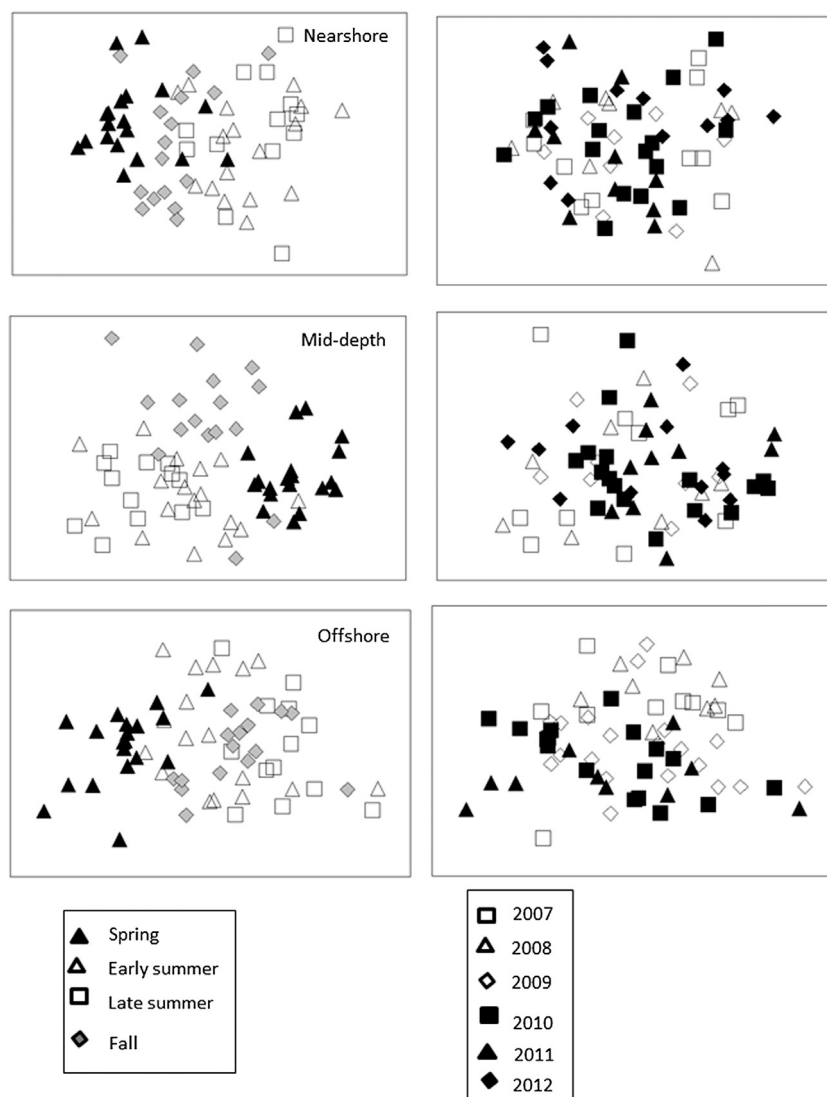 Nearshore
Mid-depth
Offshore
Spring
Early summer
Late summer
Fall
2007
2008
2009
2010
2011
2012